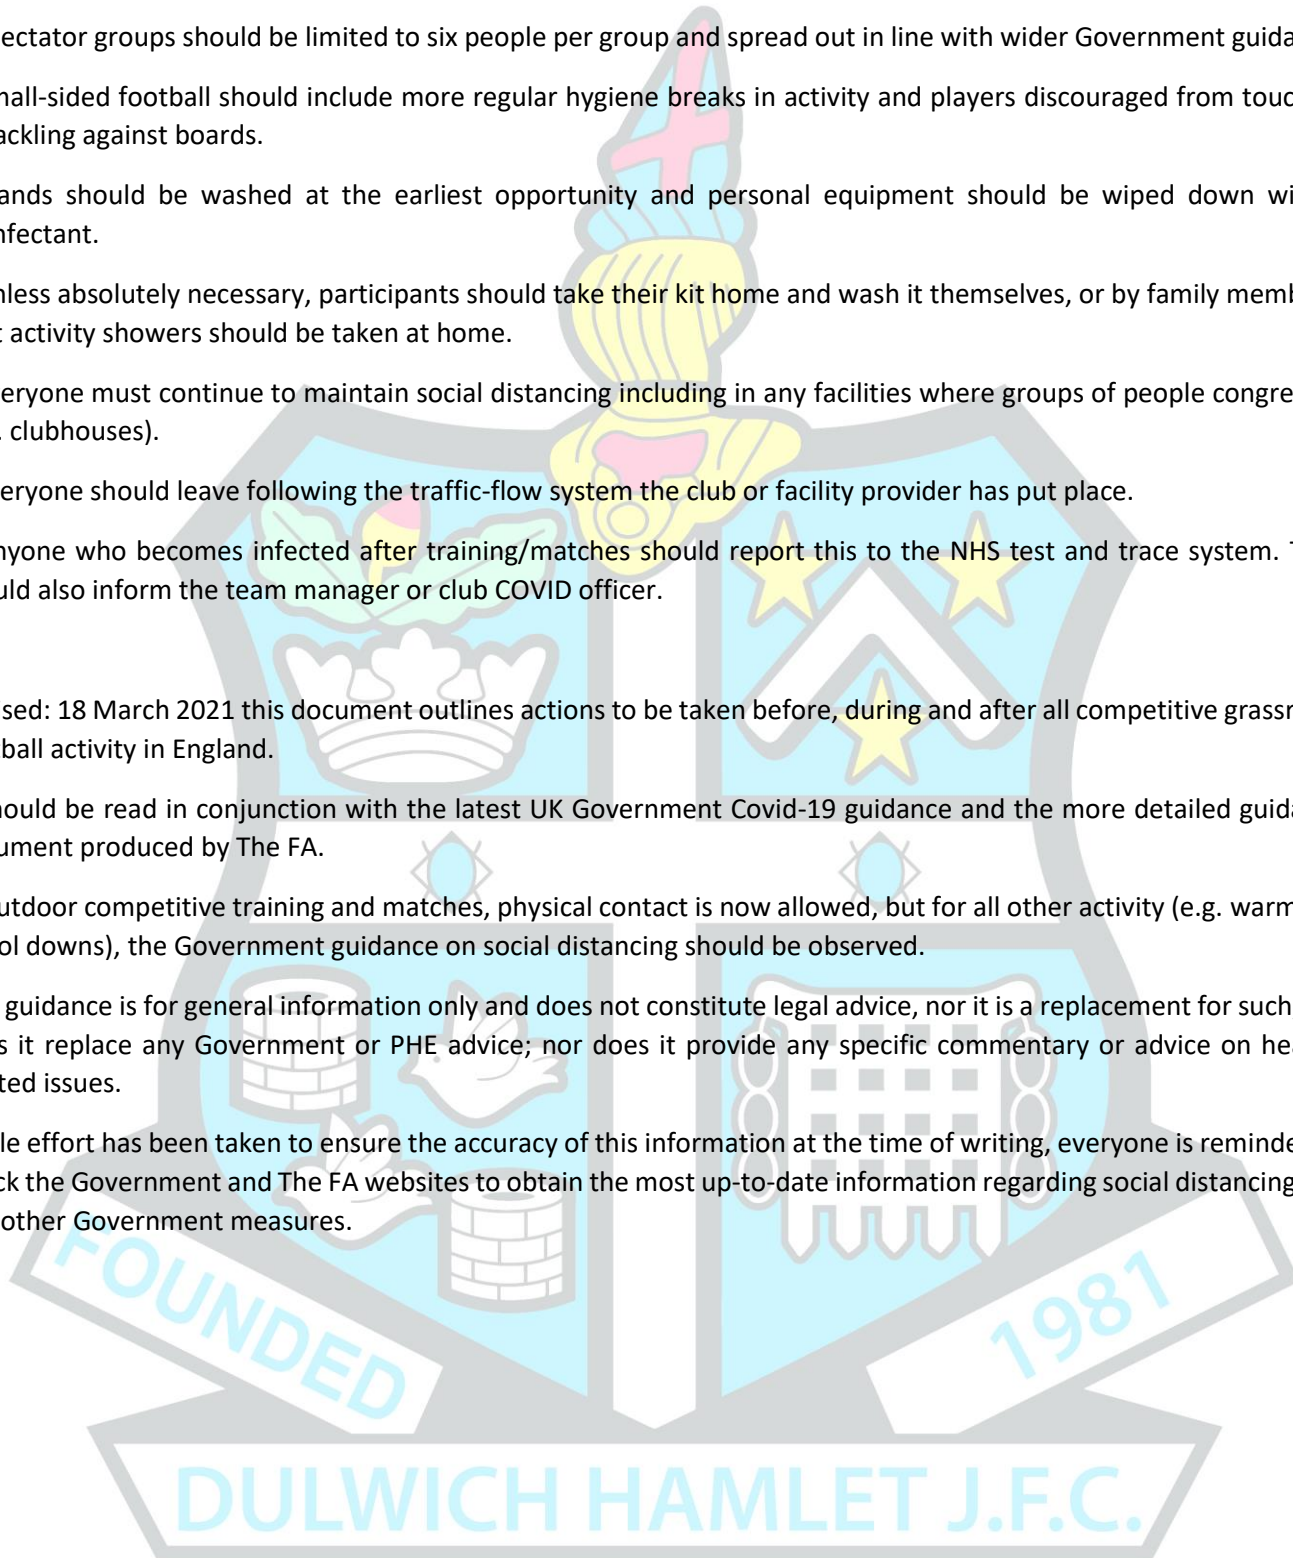 ectator groups should be limited to six people per group and spread out in line with wider Government guida
nall-sided football should include more regular hygiene breaks in activity and players discouraged from touc
ackling against boards.
ands should be washed at the earliest opportunity and personal equipment should be wiped down wi
nfectant.
nless absolutely necessary, participants should take their kit home and wash it themselves, or by family memb
t activity showers should be taken at home.
eryone must continue to maintain social distancing including in any facilities where groups of people congre
. clubhouses).
eryone should leave following the traffic-flow system the club or facility provider has put place.
nyone who becomes infected after training/matches should report this to the NHS test and trace system. T
uld also inform the team manager or club COVID officer.
ised: 18 March 2021 this document outlines actions to be taken before, during and after all competitive grassr
tball activity in England.
hould be read in conjunction with the latest UK Government Covid-19 guidance and the more detailed guida
ument produced by The FA.
utdoor competitive training and matches, physical contact is now allowed, but for all other activity (e.g. warm
ol downs), the Government guidance on social distancing should be observed.
guidance is for general information only and does not constitute legal advice, nor it is a replacement for such
s it replace any Government or PHE advice; nor does it provide any specific commentary or advice on hea
ted issues.
le effort has been taken to ensure the accuracy of this information at the time of writing, everyone is reminde
ck the Government and The FA websites to obtain the most up-to-date information regarding social distancing
other Government measures.
FOUNDED
1981
DULWICH HAMLET J.F.C.